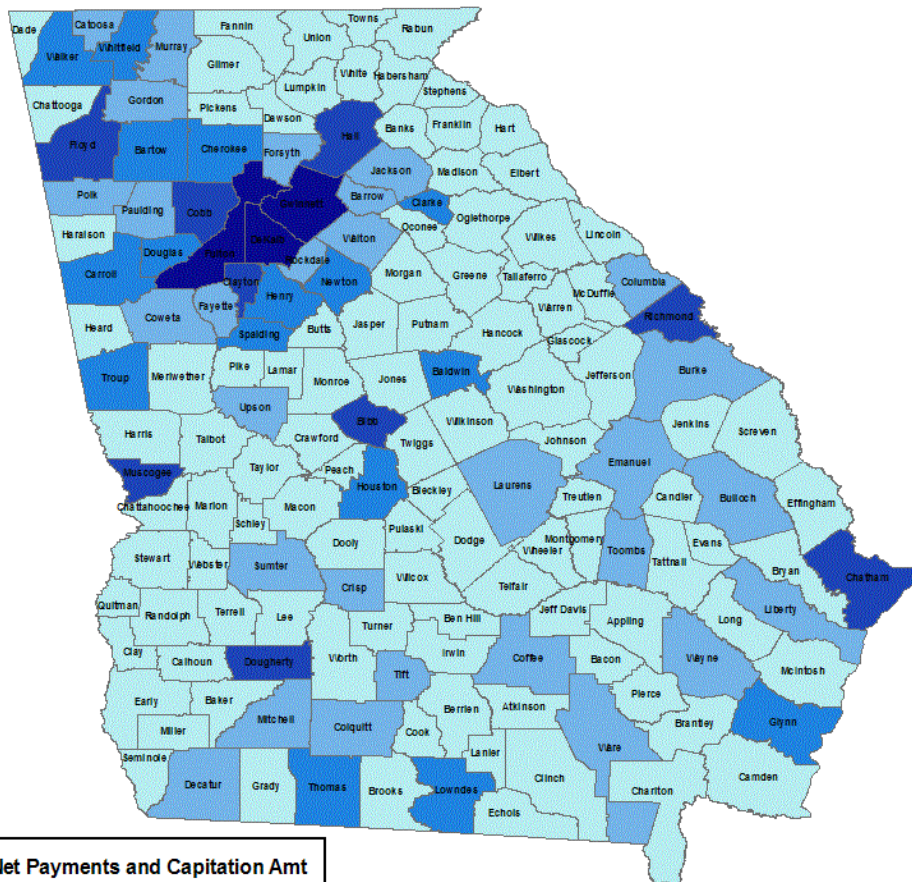 Dade
Catoosa
Walker
Whitfield
Murray
Fannin
Towns
Union
Rabun
Gilmer
White
Habersham
Lumpkin
Stephens
Chattooga
Gordon
Pickens
Dawson
Banks
Franklin
Hart
Floyd
Bartow
Cherokee
Forsyth
Hall
Jackson
Madison
Elbert
Polk
Paulding
Cobb
Gwinnett
Barrow
Clarke
Oglethorpe
Haralson
Douglas
Fulton
DeKalb
Rockdale
Walton
Oconee
Wilkes
Lincoln
Carroll
Clayton
Henry
Newton
Morgan
Greene
Taliaferro
McDuffie
Columbia
Heard
Coweta
Fayette
Spalding
Butts
Jasper
Putnam
Hancock
Warren
Glascock
Richmond
Troup
Meriwether
Pike
Lamar
Monroe
Jones
Baldwin
Washington
Jefferson
Burke
Upson
Bibb
Wilkinson
Jenkins
Screven
Harris
Talbot
Crawford
Twiggs
Johnson
Emanuel
Muscogee
Taylor
Peach
Houston
Bleckley
Laurens
Treutlen
Candler
Bulloch
Effingham
Chattahoochee
Marion
Macon
Schley
Dooly
Pulaski
Dodge
Wheeler
Montgomery
Toombs
Tattnall
Evans
Bryan
Chatham
Stewart
Webster
Sumter
Crisp
Wilcox
Telfair
Liberty
Quitman
Randolph
Terrell
Lee
Turner
Ben Hill
Jeff Davis
Appling
Long
Clay
Calhoun
Dougherty
Worth
Irwin
Coffee
Bacon
Wayne
McIntosh
Early
Baker
Tift
Pierce
Miller
Mitchell
Colquitt
Berrien
Atkinson
Brantley
Glynn
Cook
Lanier
Ware
Seminole
Decatur
Grady
Thomas
Brooks
Lowndes
Clinch
Charlton
Camden
Echols
Net Payments and Capitation Amt